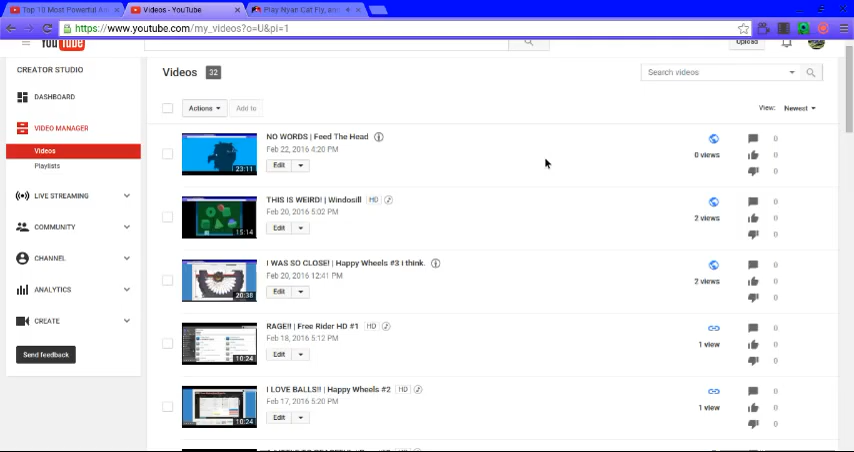 Top 10 Most Powerful An
Videos - YouTube
Play Nyan Cat Fly, an
https://www.youtube.com/my_videos?o=U&pi=1
YouTube
Upload
CREATOR STUDIO
DASHBOARD
VIDEO MANAGER
Videos
Playlists
LIVE STREAMING
COMMUNITY
CHANNEL
ANALYTICS
CREATE
Send feedback
Videos 32
Search videos
Actions
Add to
View: Newest
NO WORDS | Feed The Head
Feb 22, 2016 4:20 PM
Edit
23:11
0 views
0
0
0
THIS IS WEIRD! | Windosill HD
Feb 20, 2016 5:02 PM
Edit
15:14
2 views
0
0
0
I WAS SO CLOSE! | Happy Wheels #3 i think.
Feb 20, 2016 12:41 PM
Edit
20:38
2 views
0
0
0
RAGE!! | Free Rider HD #1 HD
Feb 18, 2016 5:12 PM
Edit
10:24
1 view
0
0
0
I LOVE BALLS!! | Happy Wheels #2 HD
Feb 17, 2016 5:20 PM
Edit
10:24
1 view
0
0
0